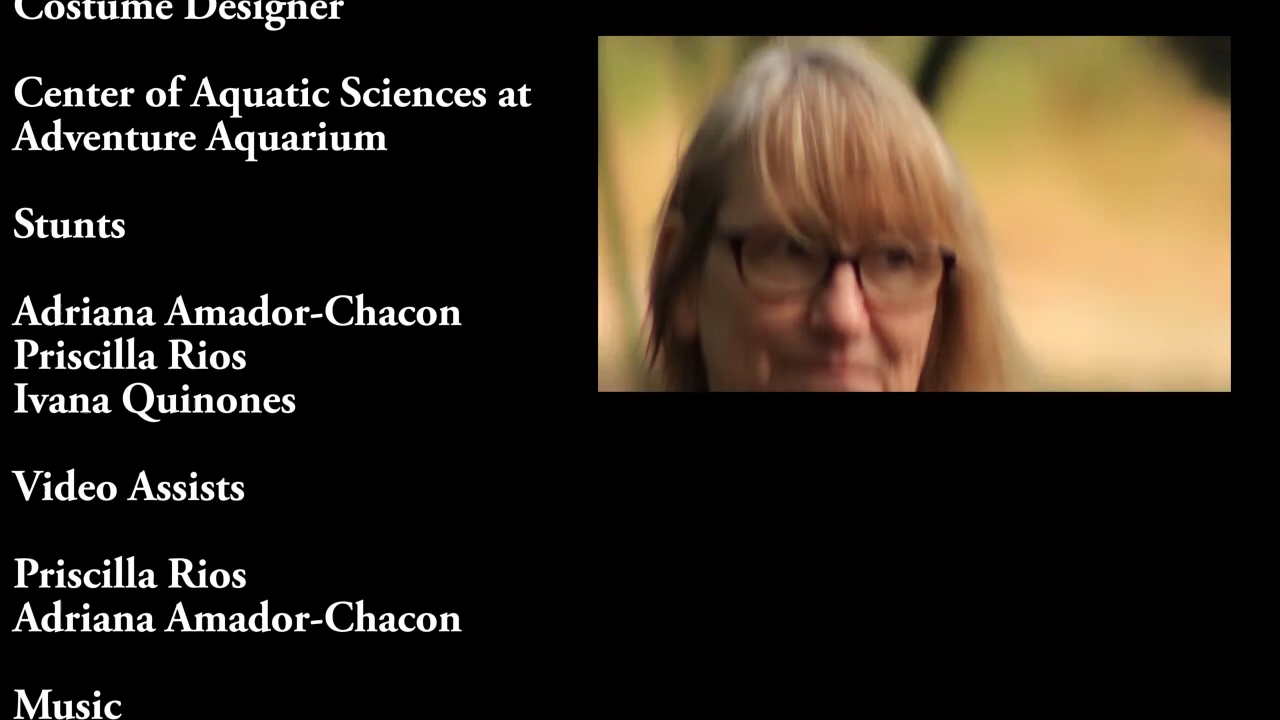 Costume Designer
Center of Aquatic Sciences at
Adventure Aquarium
Stunts
Adriana Amador-Chacon
Priscilla Rios
Ivana Quinones
Video Assists
Priscilla Rios
Adriana Amador-Chacon
Music